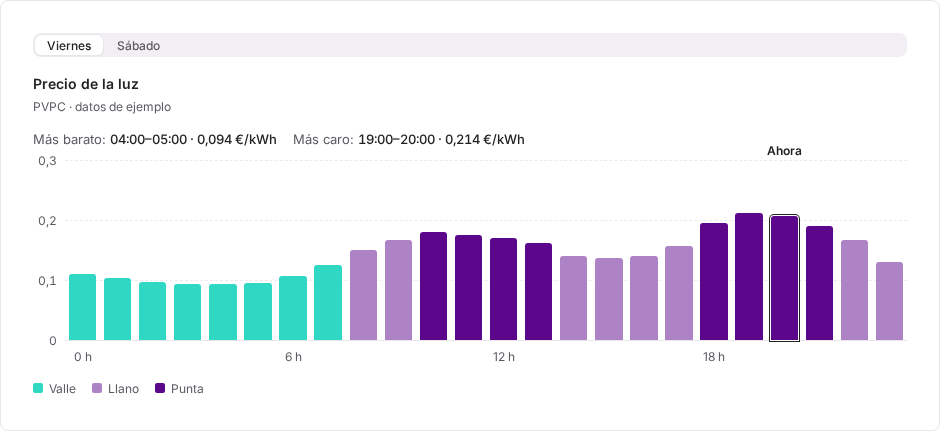 Viernes Sábado
Precio de la luz
PVPC · datos de ejemplo
Más barato: 04:00–05:00 · 0,094 €/kWh Más caro: 19:00–20:00 · 0,214 €/kWh
Ahora
0,3
0,2
0,1
0
0 h 6 h 12 h 18 h
Valle Llano Punta